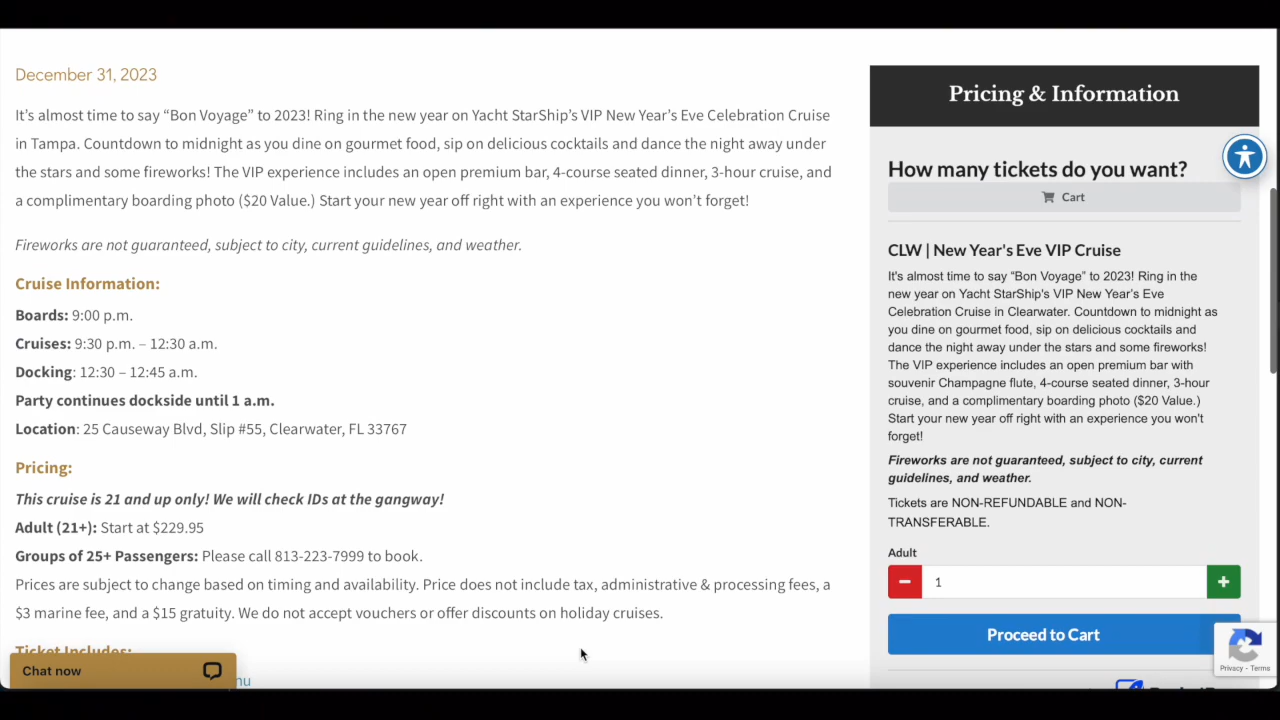 December 31, 2023
It’s almost time to say “Bon Voyage” to 2023! Ring in the new year on Yacht StarShip’s VIP New Year’s Eve Celebration Cruise
in Tampa. Countdown to midnight as you dine on gourmet food, sip on delicious cocktails and dance the night away under
the stars and some fireworks! The VIP experience includes an open premium bar, 4-course seated dinner, 3-hour cruise, and
a complimentary boarding photo ($20 Value.) Start your new year off right with an experience you won’t forget!
Fireworks are not guaranteed, subject to city, current guidelines, and weather.
Cruise Information:
Boards: 9:00 p.m.
Cruises: 9:30 p.m. – 12:30 a.m.
Docking: 12:30 – 12:45 a.m.
Party continues dockside until 1 a.m.
Location: 25 Causeway Blvd, Slip #55, Clearwater, FL 33767
Pricing:
This cruise is 21 and up only! We will check IDs at the gangway!
Adult (21+): Start at $229.95
Groups of 25+ Passengers: Please call 813-223-7999 to book.
Prices are subject to change based on timing and availability. Price does not include tax, administrative & processing fees, a
$3 marine fee, and a $15 gratuity. We do not accept vouchers or offer discounts on holiday cruises.
Ticket Includes:
Chat now
Pricing & Information
How many tickets do you want?
Cart
CLW | New Year's Eve VIP Cruise
It's almost time to say “Bon Voyage” to 2023! Ring in the
new year on Yacht StarShip's VIP New Year’s Eve
Celebration Cruise in Clearwater. Countdown to midnight as
you dine on gourmet food, sip on delicious cocktails and
dance the night away under the stars and some fireworks!
The VIP experience includes an open premium bar with
souvenir Champagne flute, 4-course seated dinner, 3-hour
cruise, and a complimentary boarding photo ($20 Value.)
Start your new year off right with an experience you won't
forget!
Fireworks are not guaranteed, subject to city, current
guidelines, and weather.
Tickets are NON-REFUNDABLE and NON-
TRANSFERABLE.
Adult
1
Proceed to Cart
Privacy - Terms